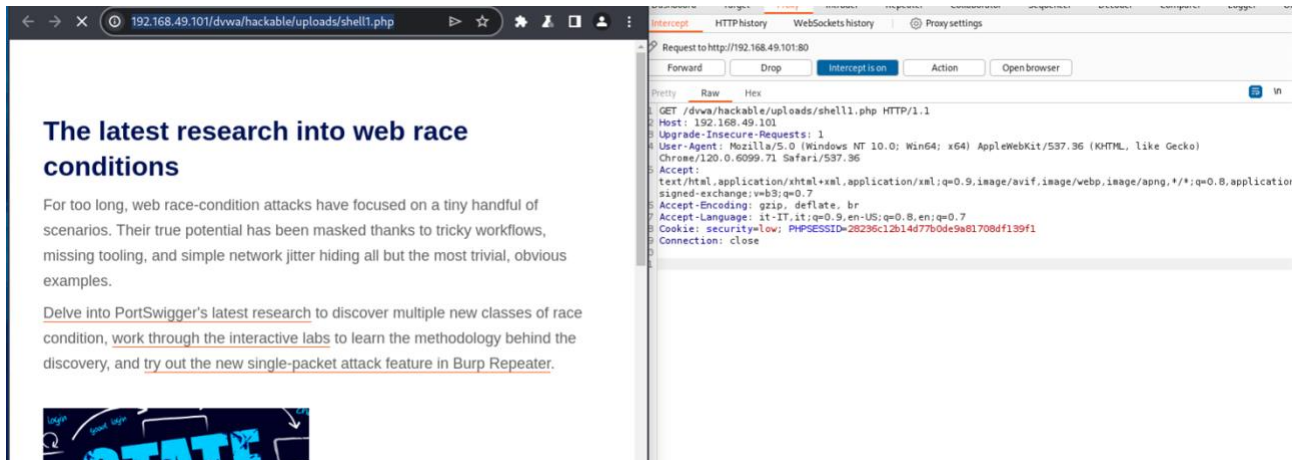 192.168.49.101/dvwa/hackable/uploads/shell1.php
The latest research into web race
conditions
For too long, web race-condition attacks have focused on a tiny handful of
scenarios. Their true potential has been masked thanks to tricky workflows,
missing tooling, and simple network jitter hiding all but the most trivial, obvious
examples.
Delve into PortSwigger's latest research to discover multiple new classes of race
condition, work through the interactive labs to learn the methodology behind the
discovery, and try out the new single-packet attack feature in Burp Repeater.
login
good login
STATE
Intercept HTTP history WebSockets history Proxy settings
Request to http://192.168.49.101:80
Forward Drop Intercept is on Action Open browser
Pretty Raw Hex \n
GET /dvwa/hackable/uploads/shell1.php HTTP/1.1
Host: 192.168.49.101
Upgrade-Insecure-Requests: 1
User-Agent: Mozilla/5.0 (Windows NT 10.0; Win64; x64) AppleWebKit/537.36 (KHTML, like Gecko)
Chrome/120.0.6099.71 Safari/537.36
Accept:
text/html,application/xhtml+xml,application/xml;q=0.9,image/avif,image/webp,image/apng,*/*;q=0.8,application
signed-exchange;v=b3;q=0.7
Accept-Encoding: gzip, deflate, br
Accept-Language: it-IT,it;q=0.9,en-US;q=0.8,en;q=0.7
Cookie: security=low; PHPSESSID=28236c12b14d77b0de9a81708df139f1
Connection: close